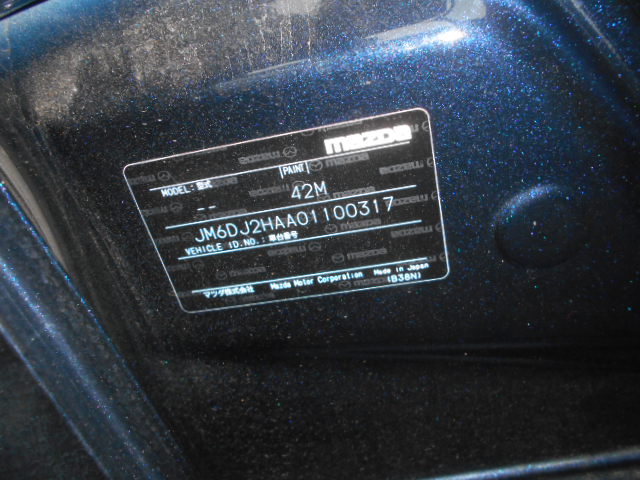 mazda
MODEL: 型式
PAINT
-- 42M
JM6DJ2HAA01100317
VEHICLE ID.NO.: 車台番号
マツダ株式会社 Mazda Motor Corporation Made in Japan
(B38N)